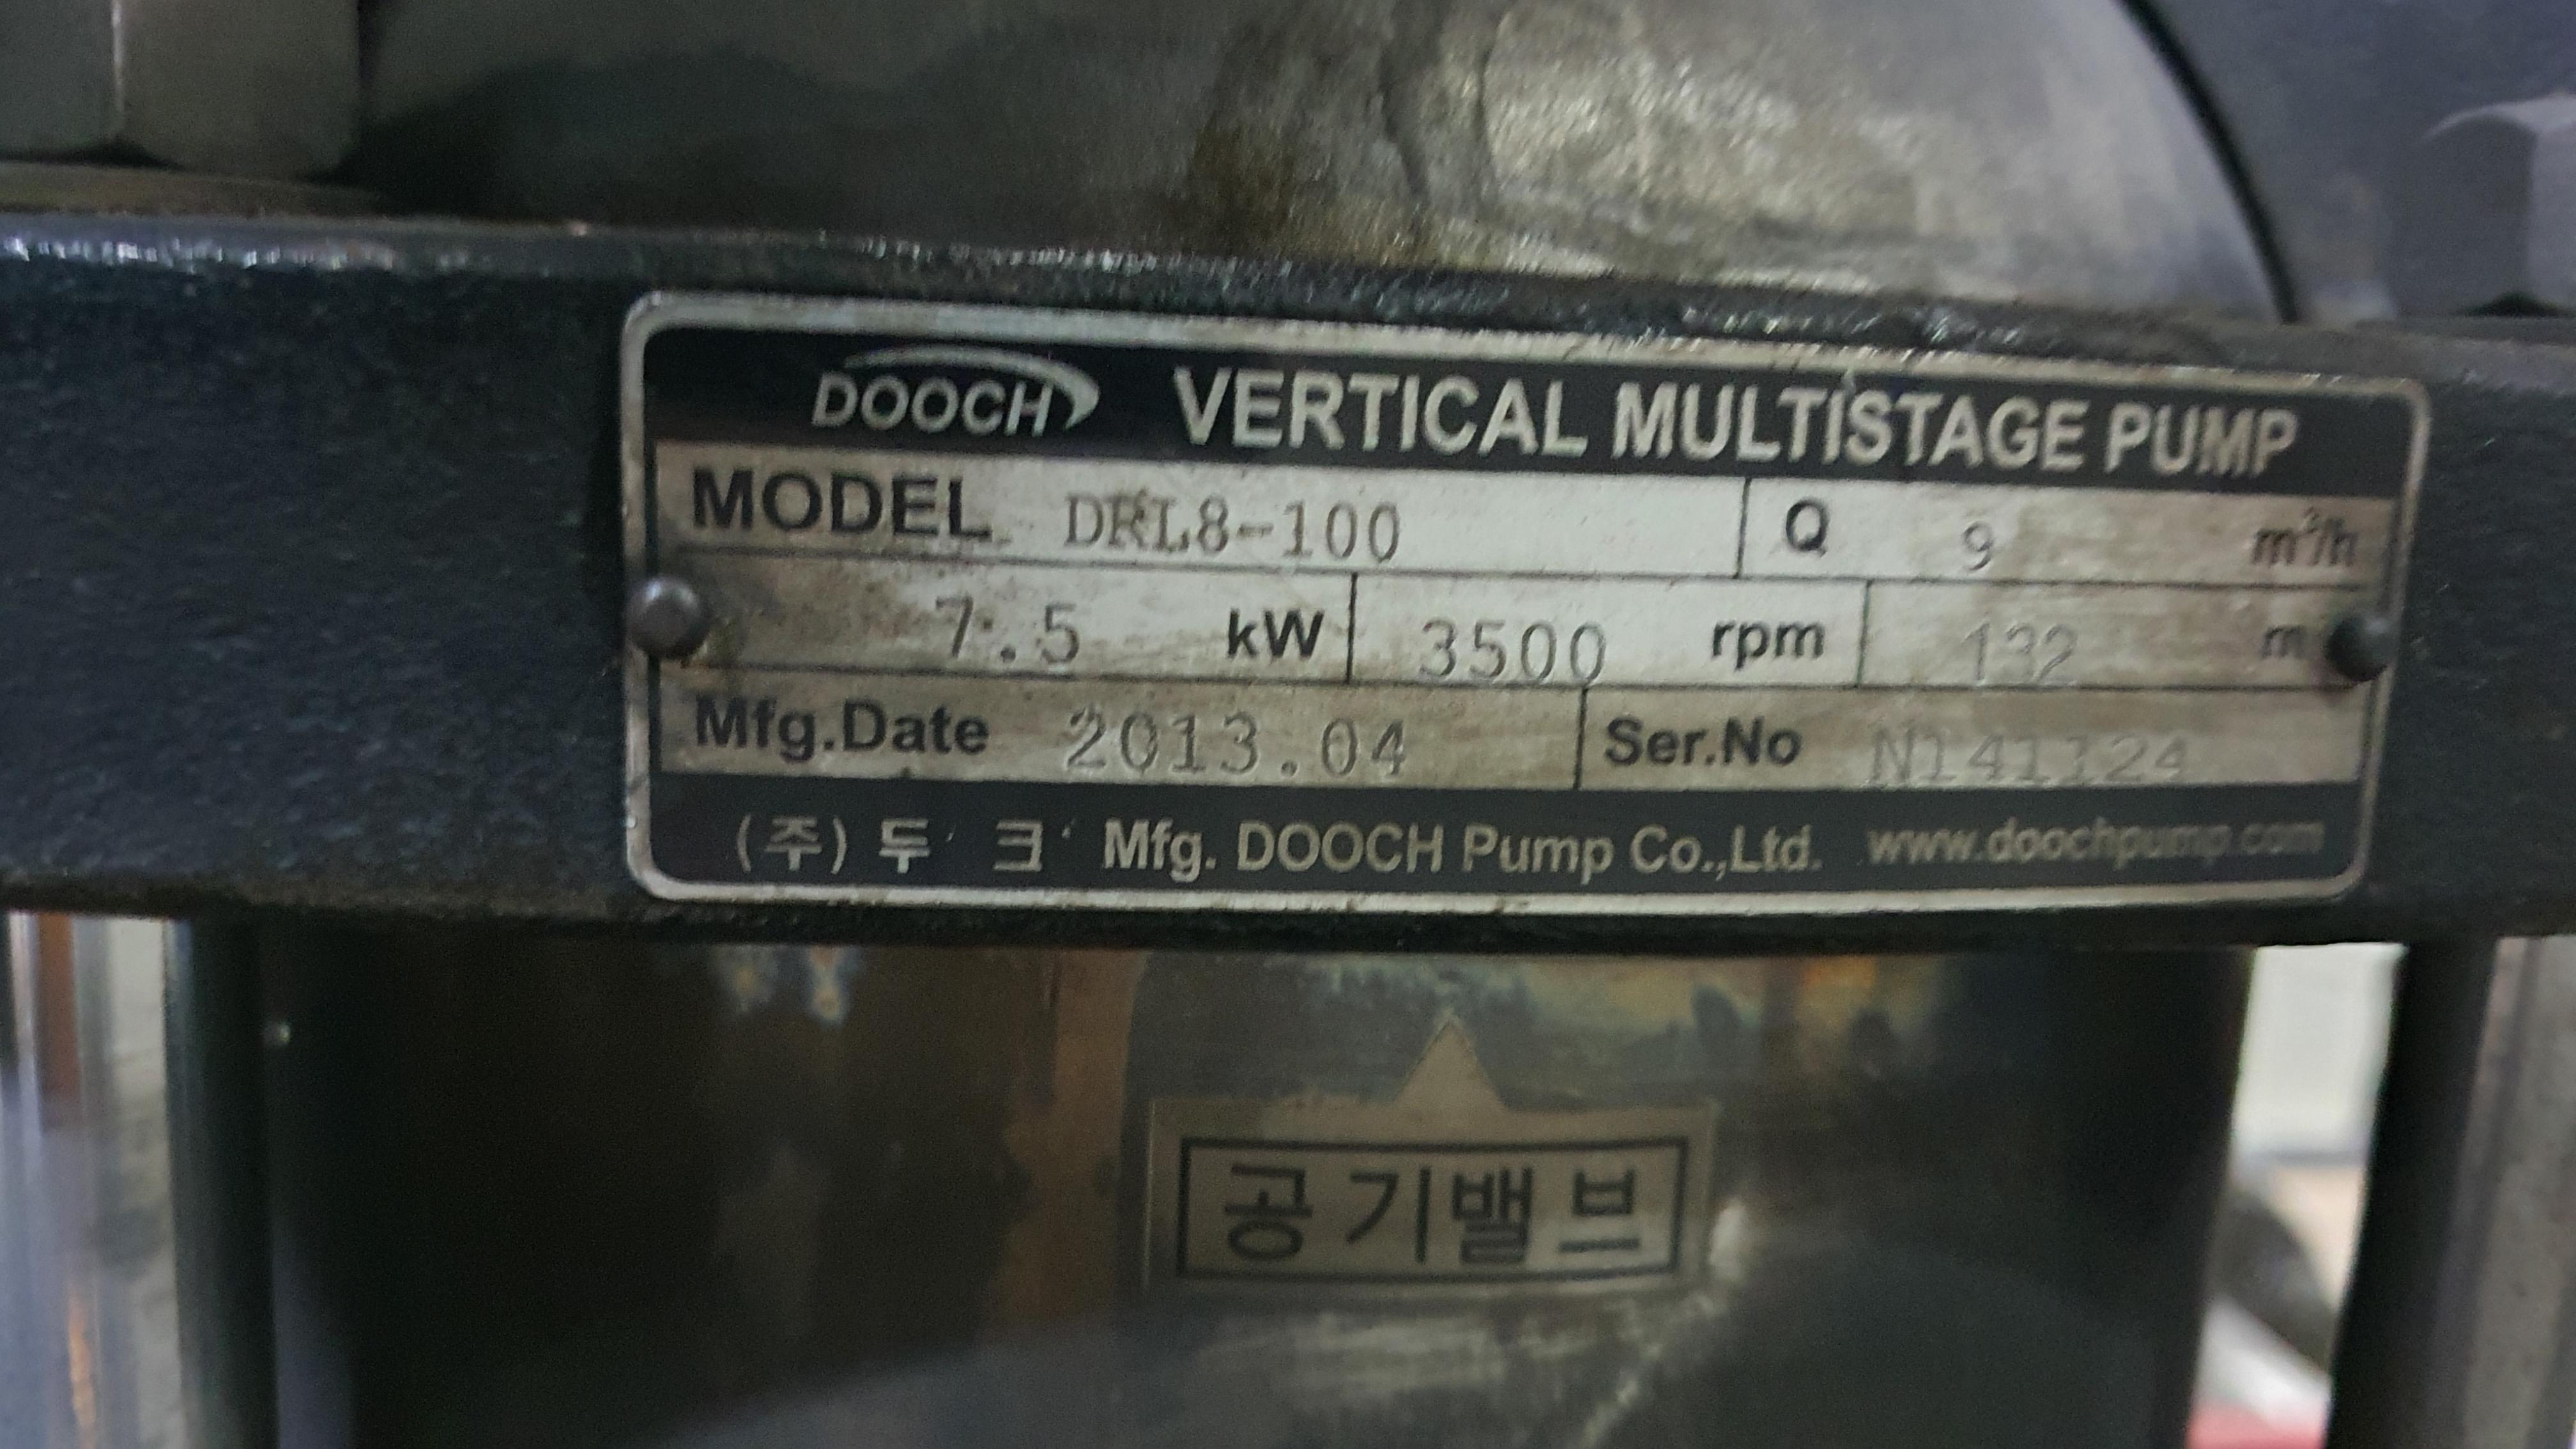 DOOCH VERTICAL MULTISTAGE PUMP
MODEL DRL8-100 Q 9 m³/h
7.5 kW 3500 rpm 132 m
Mfg.Date 2013.04 Ser.No N141124
(주) 두 크 Mfg. DOOCH Pump Co.,Ltd. www.doochpump.com
공기밸브